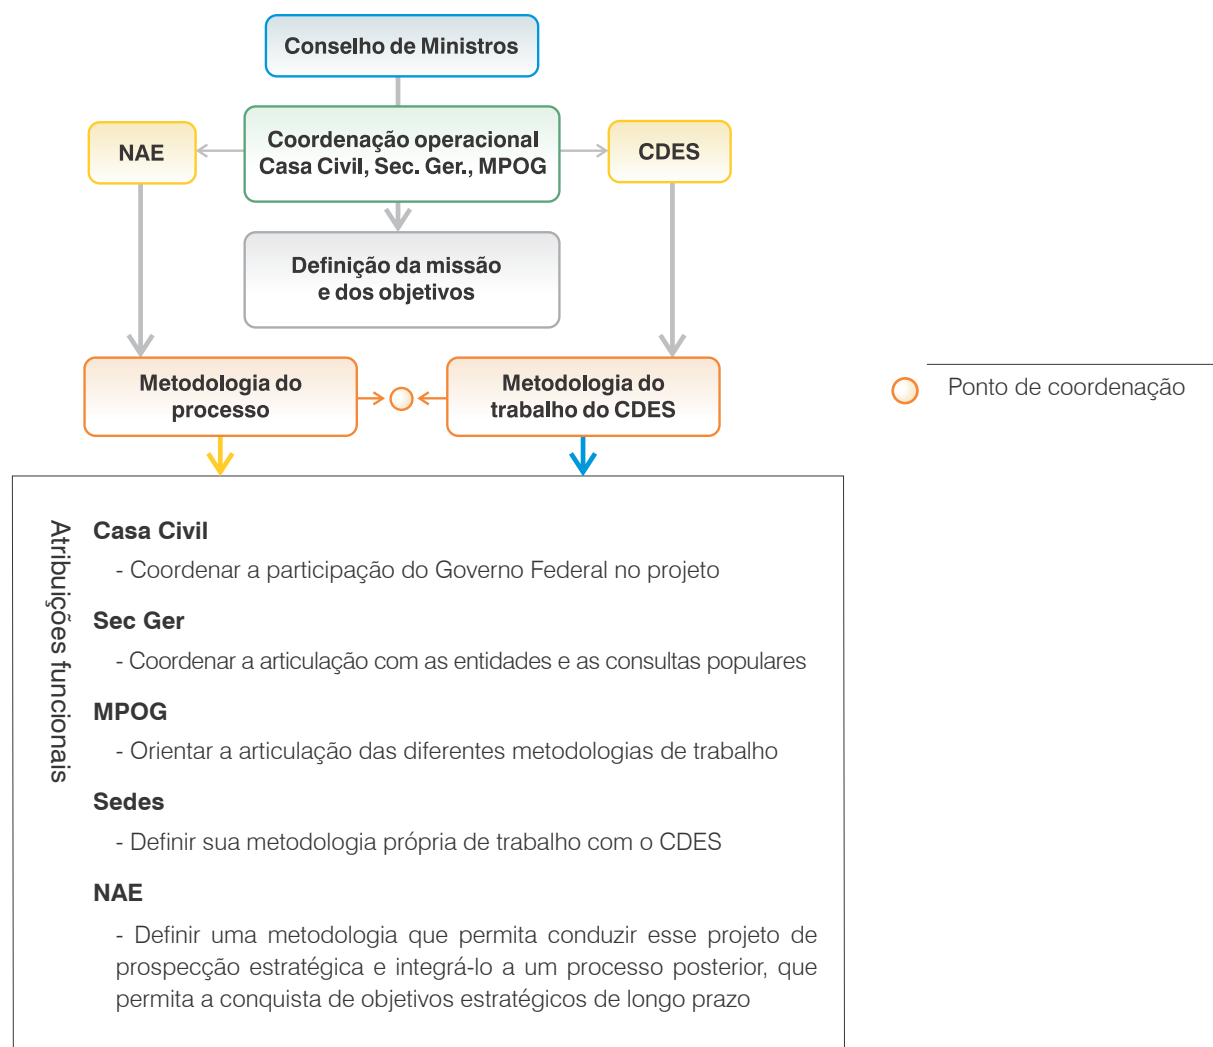 Conselho de Ministros
NAE
Coordenação operacional
Casa Civil, Sec. Ger., MPOG
CDES
Definição da missão
e dos objetivos
Metodologia do
processo
Metodologia do
trabalho do CDES
Ponto de coordenação
Atribuições funcionais
Casa Civil
- Coordenar a participação do Governo Federal no projeto
Sec Ger
- Coordenar a articulação com as entidades e as consultas populares
MPOG
- Orientar a articulação das diferentes metodologias de trabalho
Sedes
- Definir sua metodologia própria de trabalho com o CDES
NAE
- Definir uma metodologia que permita conduzir esse projeto de
prospecção estratégica e integrá-lo a um processo posterior, que
permita a conquista de objetivos estratégicos de longo prazo